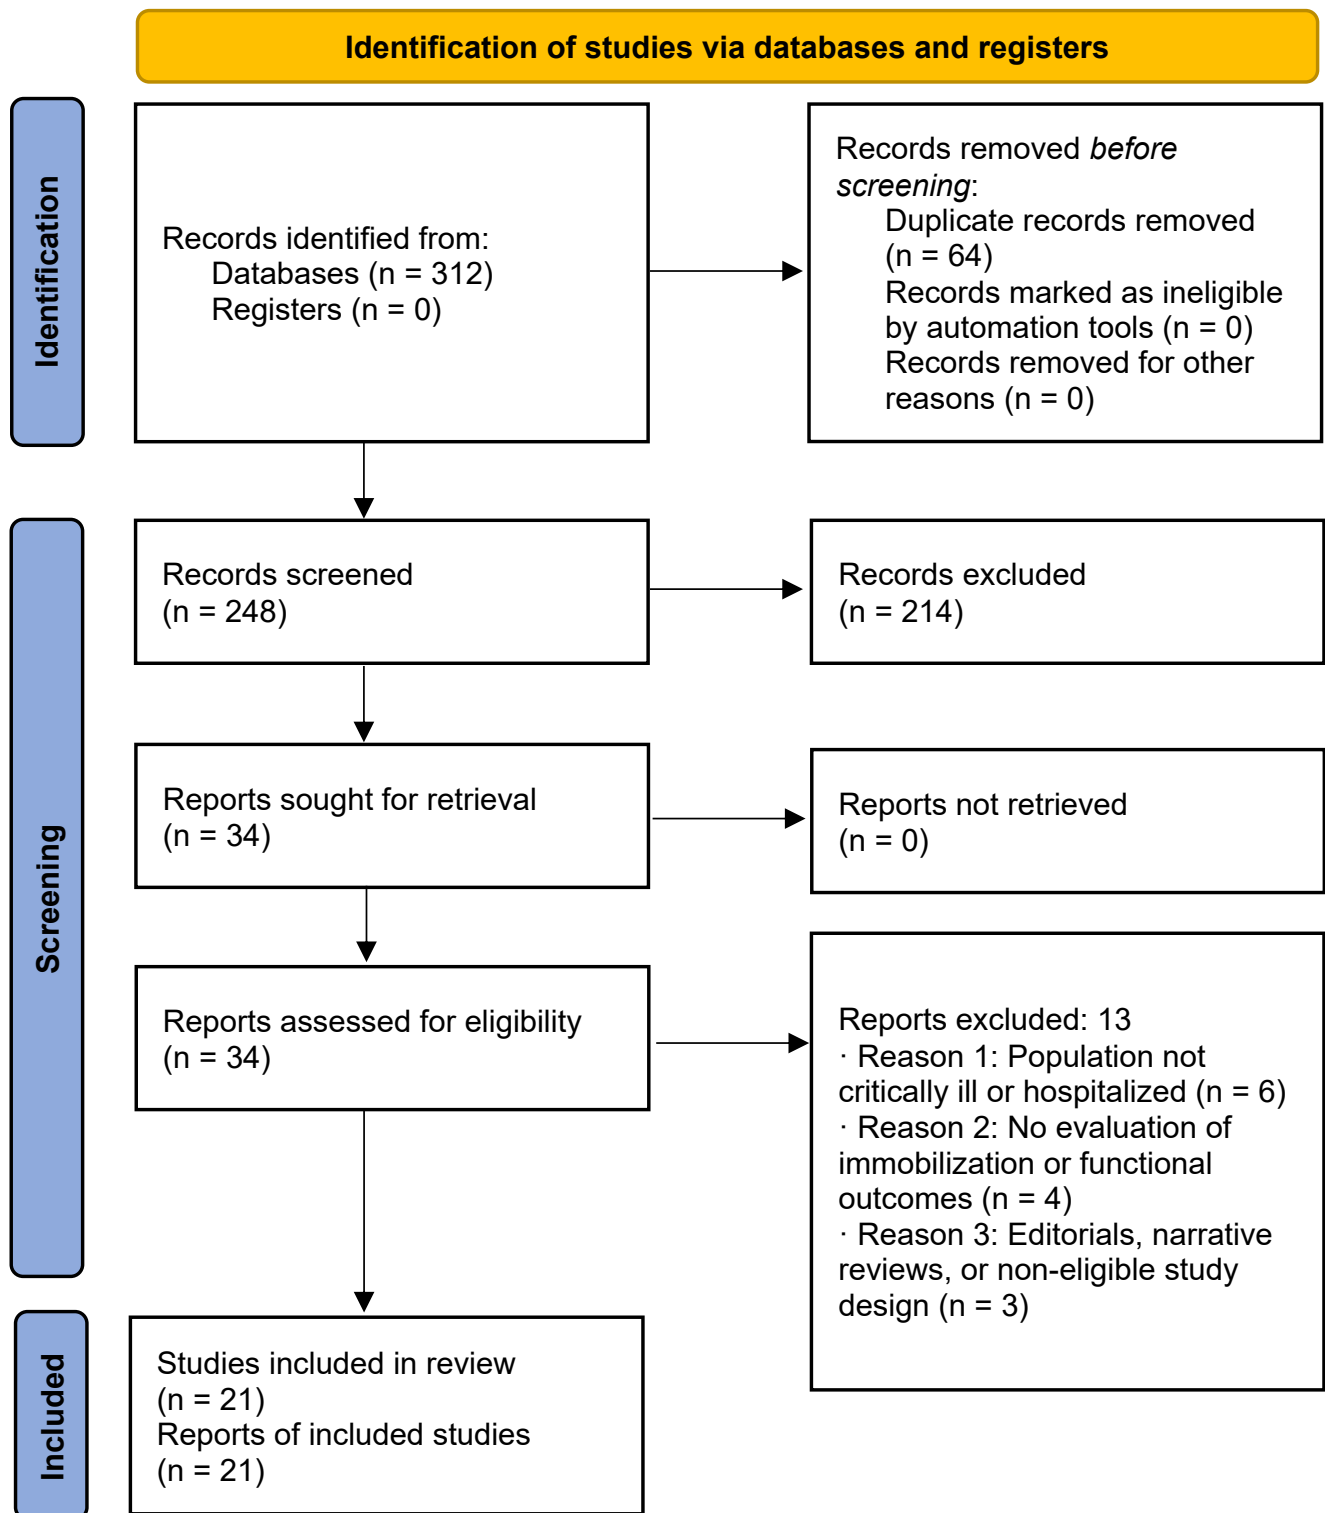 Identification of studies via databases and registers
Identification
Records identified from:
Databases (n = 312)
Registers (n = 0)
Records removed before
screening:
Duplicate records removed
(n = 64)
Records marked as ineligible
by automation tools (n = 0)
Records removed for other
reasons (n = 0)
Screening
Records screened
(n = 248)
Records excluded
(n = 214)
Reports sought for retrieval
(n = 34)
Reports not retrieved
(n = 0)
Reports assessed for eligibility
(n = 34)
Reports excluded: 13
· Reason 1: Population not
critically ill or hospitalized (n = 6)
· Reason 2: No evaluation of
immobilization or functional
outcomes (n = 4)
· Reason 3: Editorials, narrative
reviews, or non-eligible study
design (n = 3)
Included
Studies included in review
(n = 21)
Reports of included studies
(n = 21)